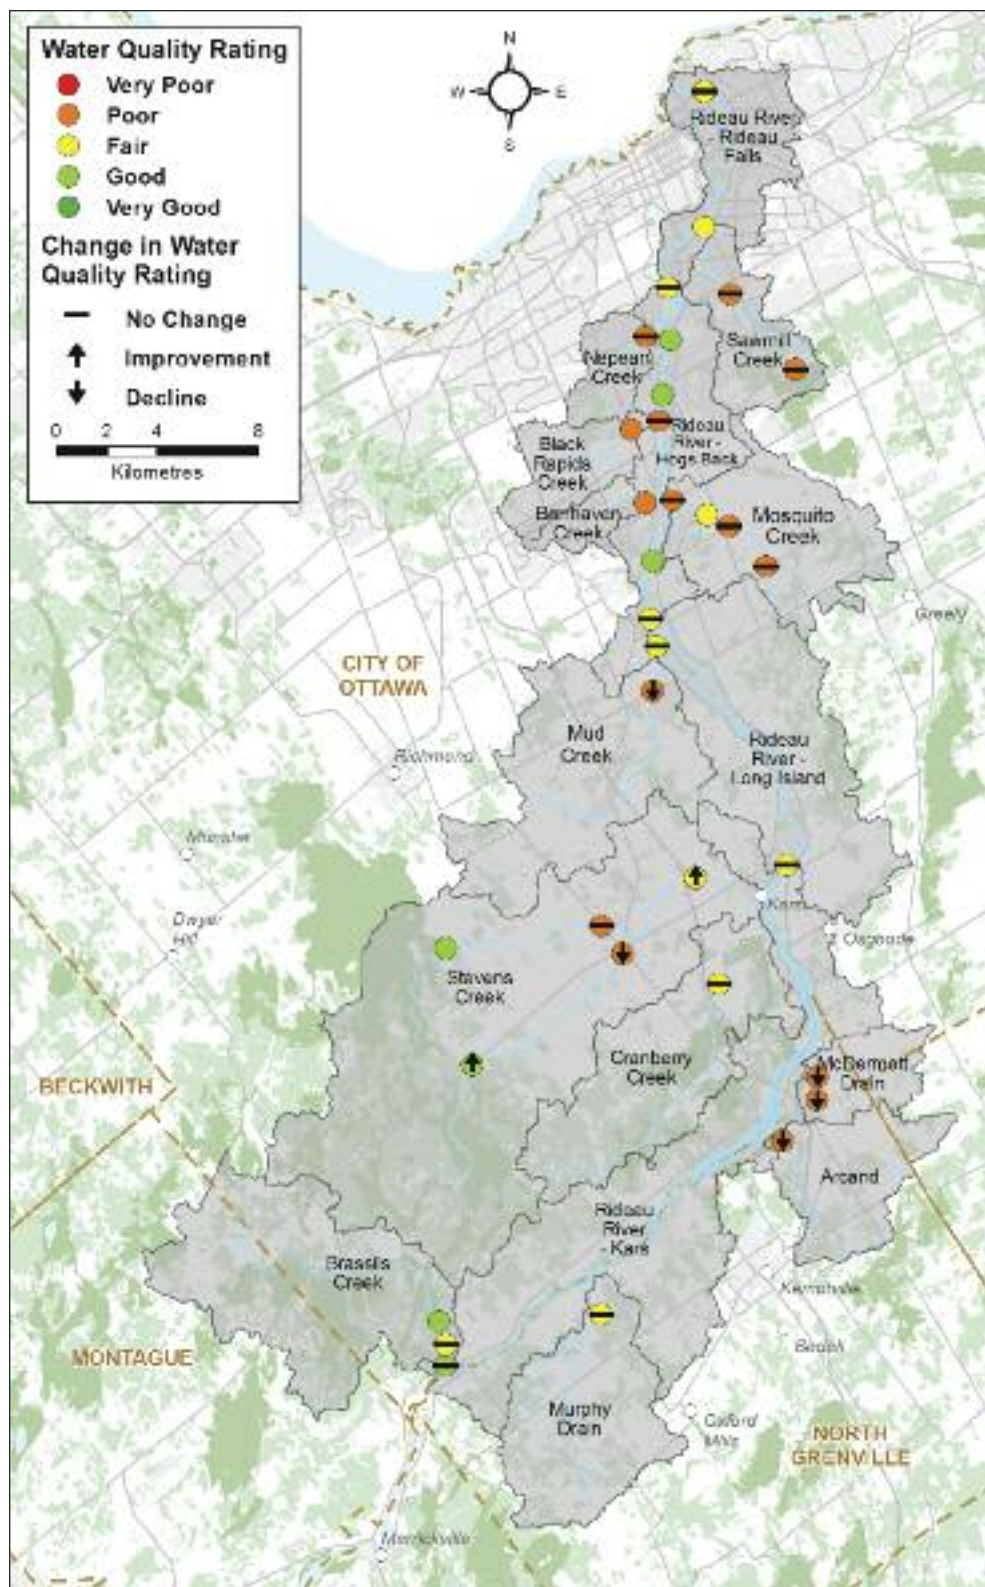 Water Quality Rating
Very Poor
Poor
Fair
Good
Very Good
Change in Water
Quality Rating
No Change
Improvement
Decline
0 2 4 8
Kilometres
N
W E
S
Rideau River
- Rideau
Falls
Sawmill
Creek
Nepean
Creek
Rideau
River -
Hogs Back
Black
Rapids
Creek
Barrhaven
Creek
Mosquito
Creek
Greely
CITY OF
OTTAWA
Mud
Creek
Rideau
River -
Long Island
Richmond
Munster
Dwyer
Hill
Kars
Osgoode
Stevens
Creek
Cranberry
Creek
McDermott
Drain
BECKWITH
Arcand
Rideau
River
- Kars
Brassils
Creek
Kemptville
MONTAGUE
Murphy
Drain
Oxford
Mills
NORTH
GRENVILLE
Merrickville